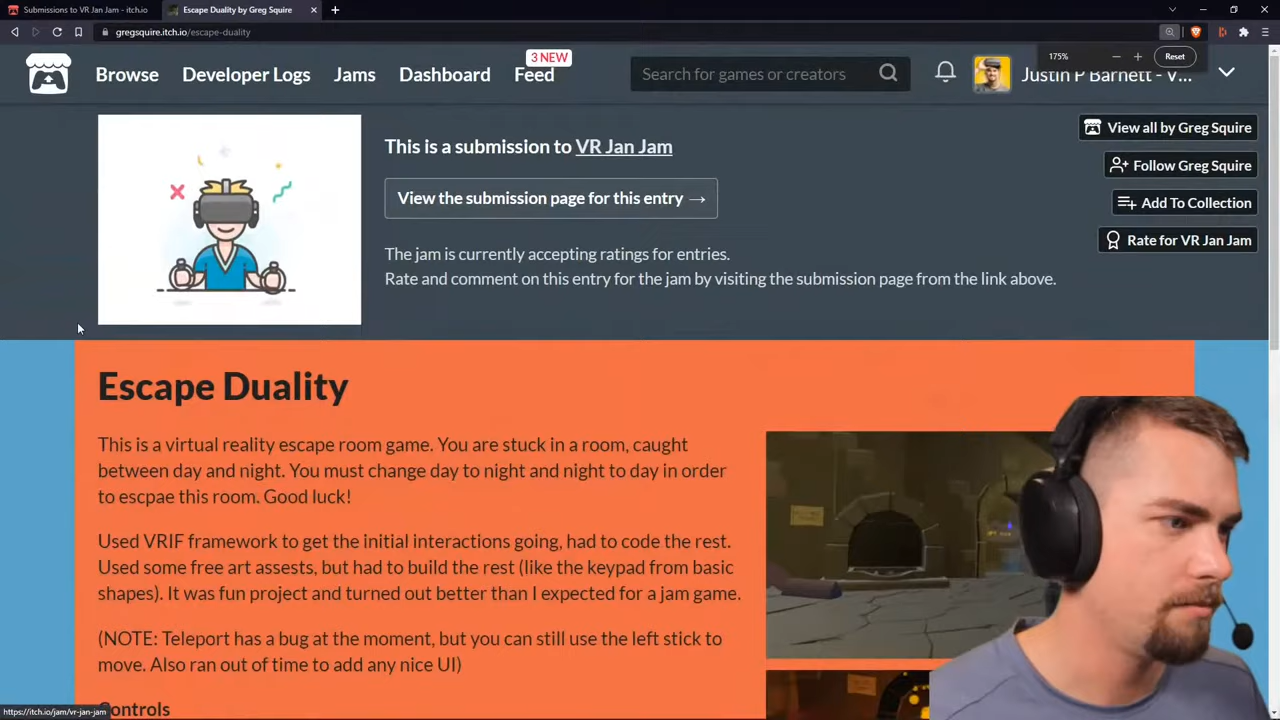 Submissions to VR Jan Jam - itch.io
Escape Duality by Greg Squire
gregsquire.itch.io/escape-duality
175%
Reset
Browse
Developer Logs
Jams
Dashboard
Feed
3 NEW
Search for games or creators
Justin P Barnett - V...
This is a submission to VR Jan Jam
View the submission page for this entry →
The jam is currently accepting ratings for entries.
Rate and comment on this entry for the jam by visiting the submission page from the link above.
View all by Greg Squire
Follow Greg Squire
Add To Collection
Rate for VR Jan Jam
Escape Duality
This is a virtual reality escape room game. You are stuck in a room, caught
between day and night. You must change day to night and night to day in order
to escpae this room. Good luck!
Used VRIF framework to get the initial interactions going, had to code the rest.
Used some free art assests, but had to build the rest (like the keypad from basic
shapes). It was fun project and turned out better than I expected for a jam game.
(NOTE: Teleport has a bug at the moment, but you can still use the left stick to
move. Also ran out of time to add any nice UI)
Controls
https://itch.io/jam/vr-jan-jam